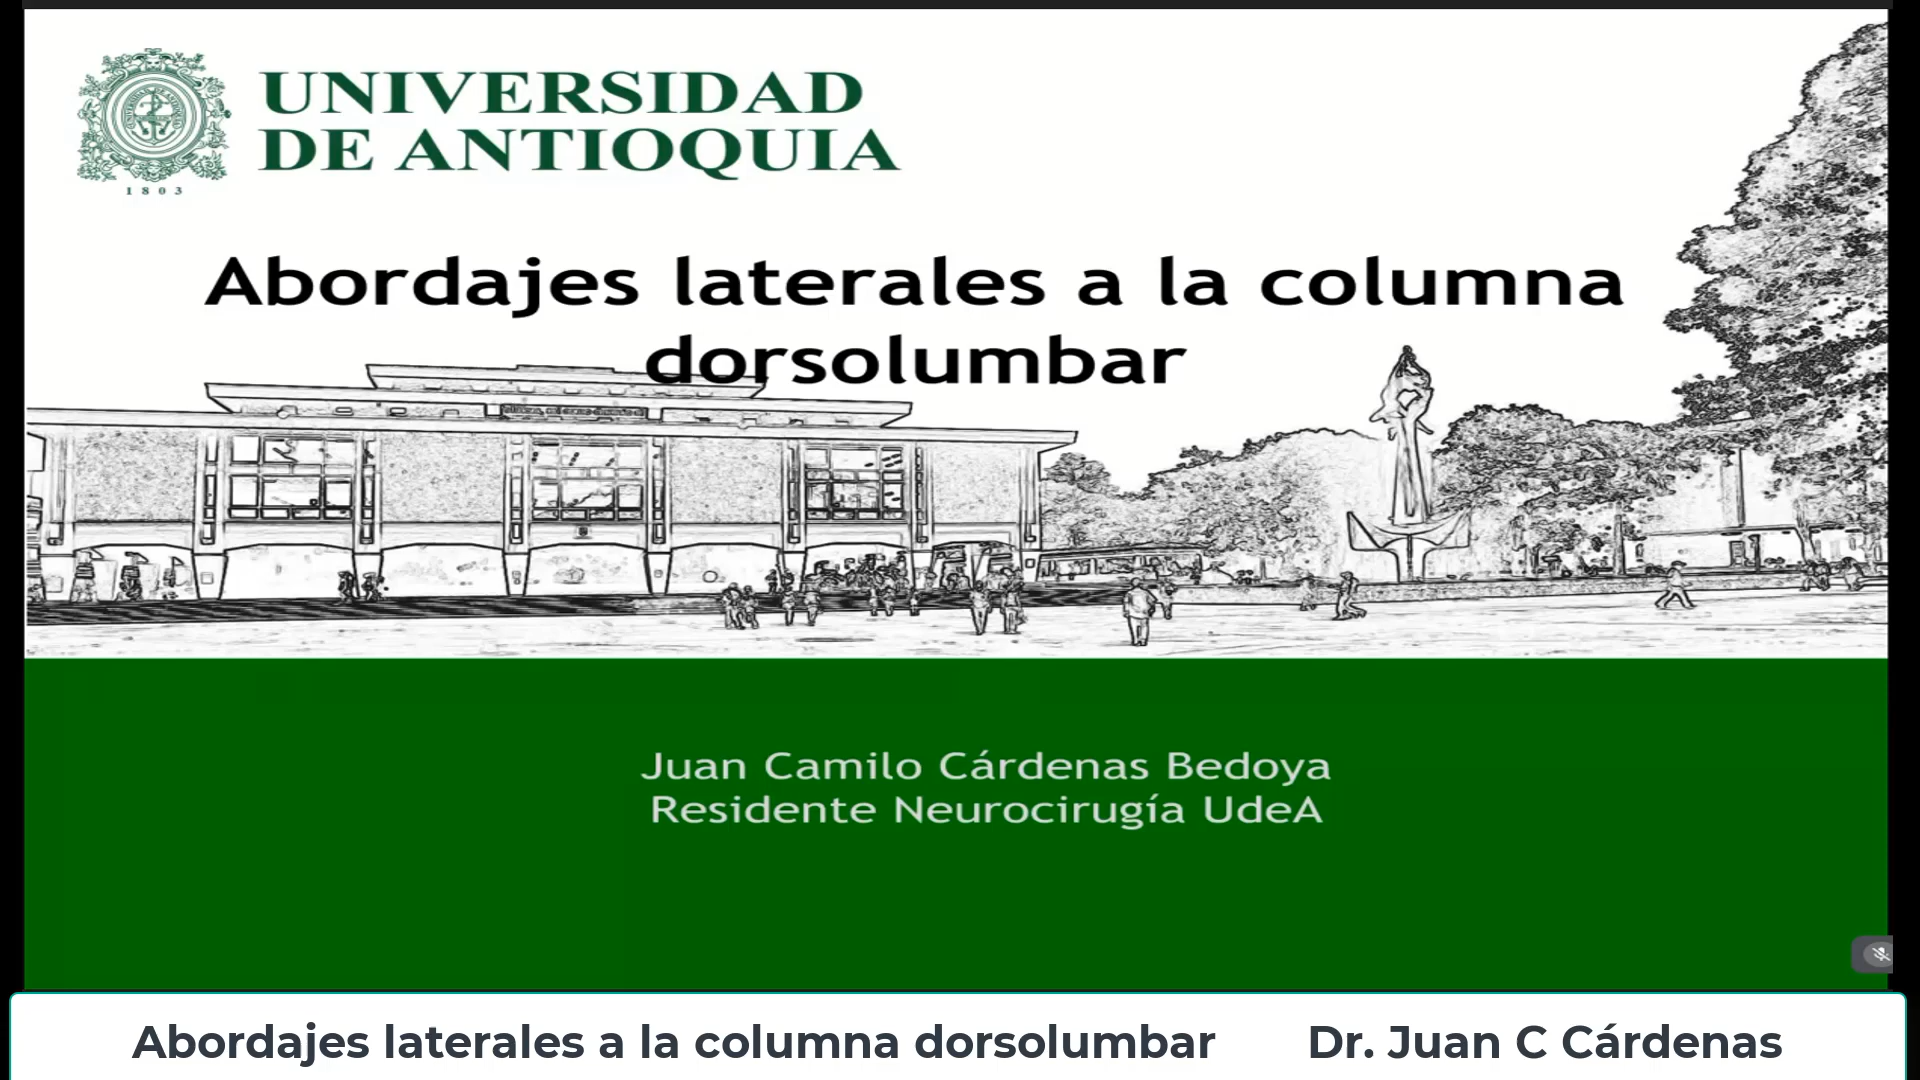 UNIVERSIDAD
DE ANTIOQUIA
1803
Abordajes laterales a la columna
dorsolumbar
Juan Camilo Cárdenas Bedoya
Residente Neurocirugía UdeA
Abordajes laterales a la columna dorsolumbar Dr. Juan C Cárdenas